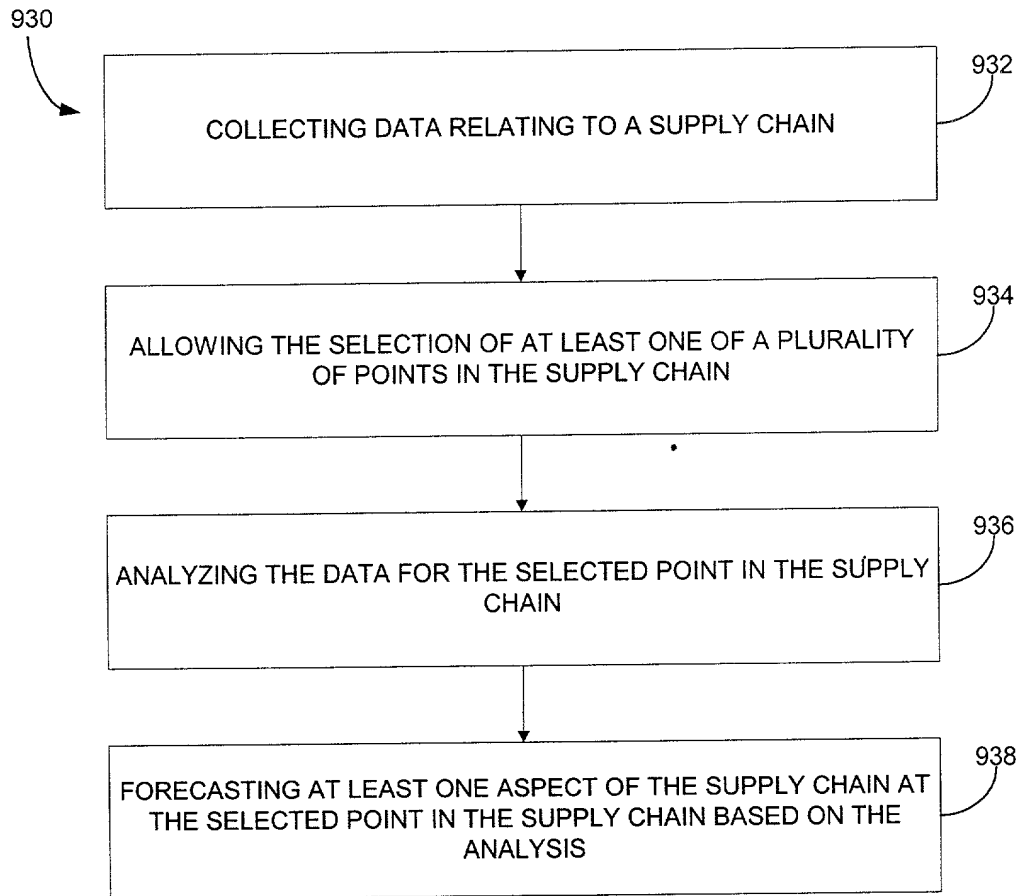 930
932
COLLECTING DATA RELATING TO A SUPPLY CHAIN
934
ALLOWING THE SELECTION OF AT LEAST ONE OF A PLURALITY
OF POINTS IN THE SUPPLY CHAIN
936
ANALYZING THE DATA FOR THE SELECTED POINT IN THE SUPPLY
CHAIN
938
FORECASTING AT LEAST ONE ASPECT OF THE SUPPLY CHAIN AT
THE SELECTED POINT IN THE SUPPLY CHAIN BASED ON THE
ANALYSIS